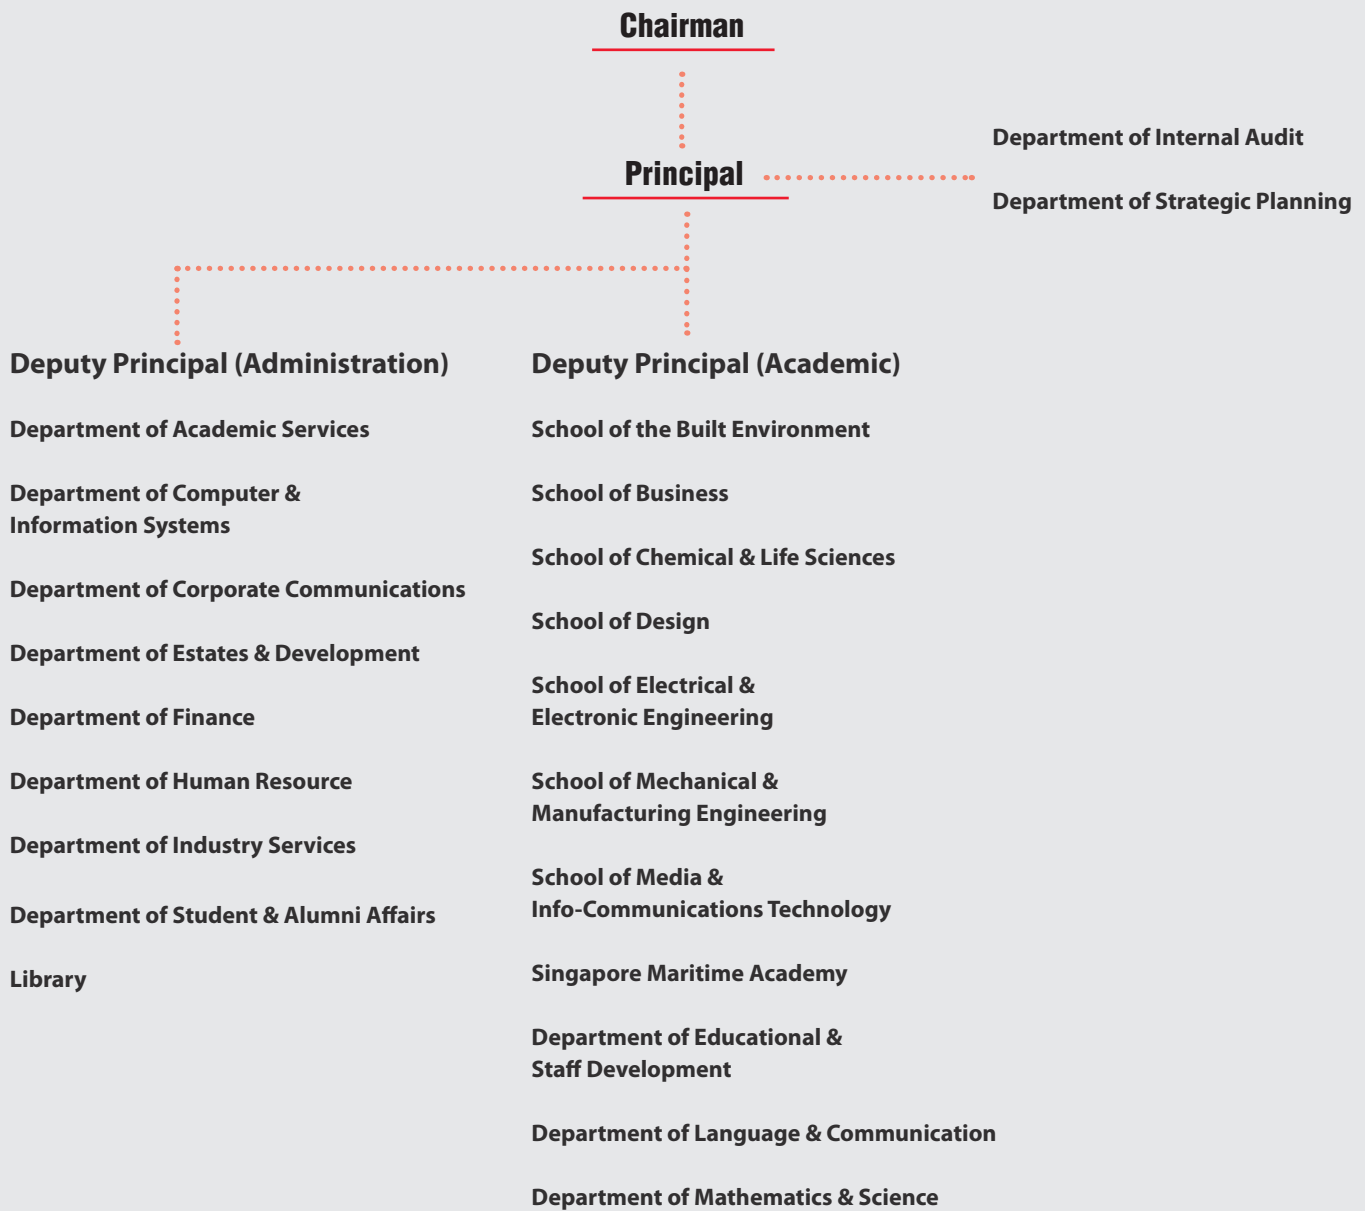 Chairman
Principal
Department of Internal Audit
Department of Strategic Planning
Deputy Principal (Administration)
Department of Academic Services
Department of Computer &
Information Systems
Department of Corporate Communications
Department of Estates & Development
Department of Finance
Department of Human Resource
Department of Industry Services
Department of Student & Alumni Affairs
Library
Deputy Principal (Academic)
School of the Built Environment
School of Business
School of Chemical & Life Sciences
School of Design
School of Electrical &
Electronic Engineering
School of Mechanical &
Manufacturing Engineering
School of Media &
Info-Communications Technology
Singapore Maritime Academy
Department of Educational &
Staff Development
Department of Language & Communication
Department of Mathematics & Science